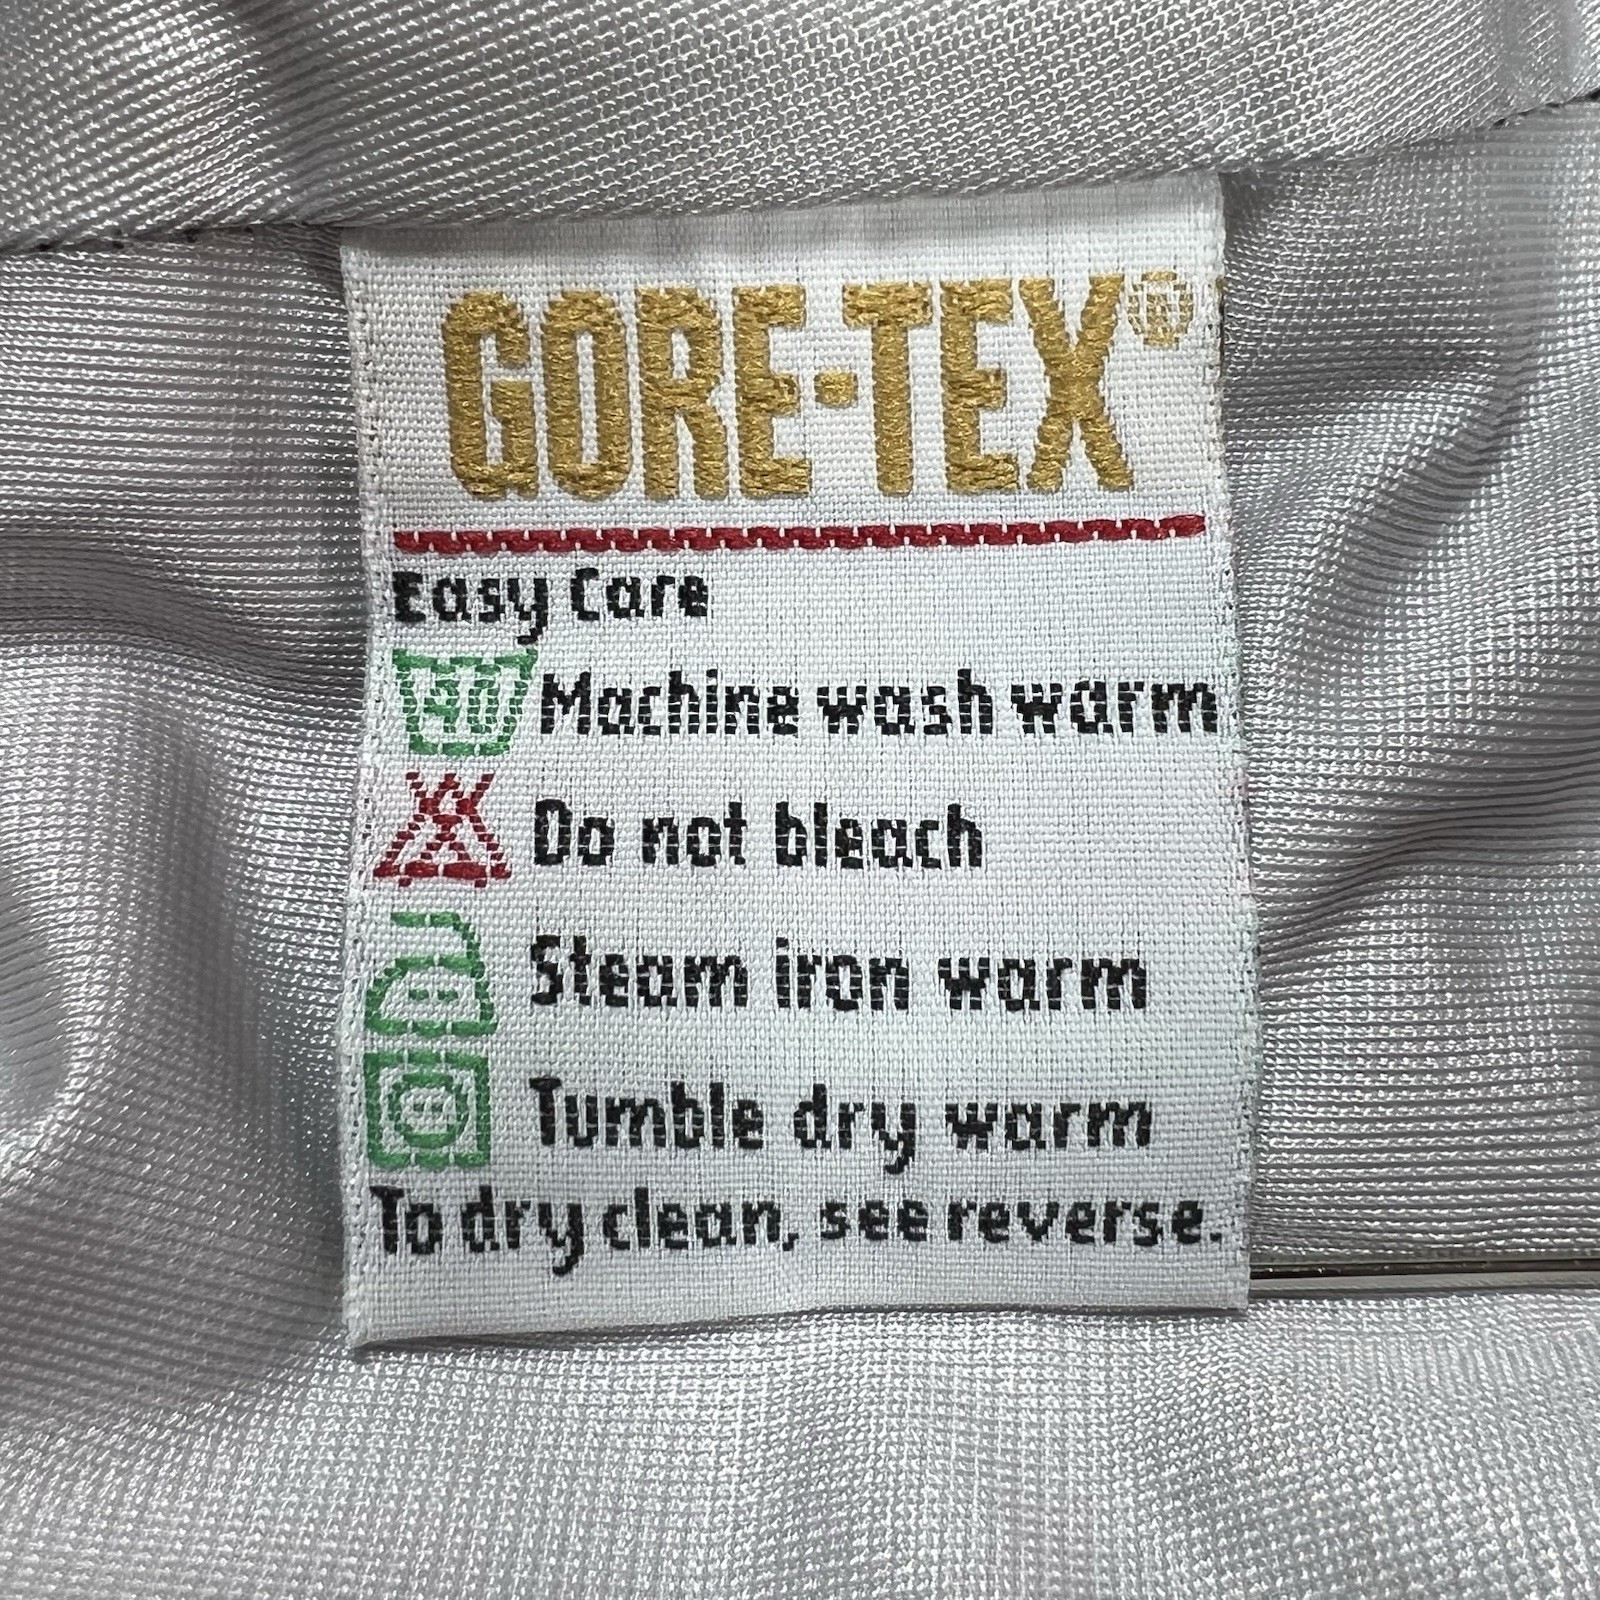 GORE-TEX®
Easy Care
40 Machine wash warm
Do not bleach
Steam iron warm
Tumble dry warm
To dry clean, see reverse.